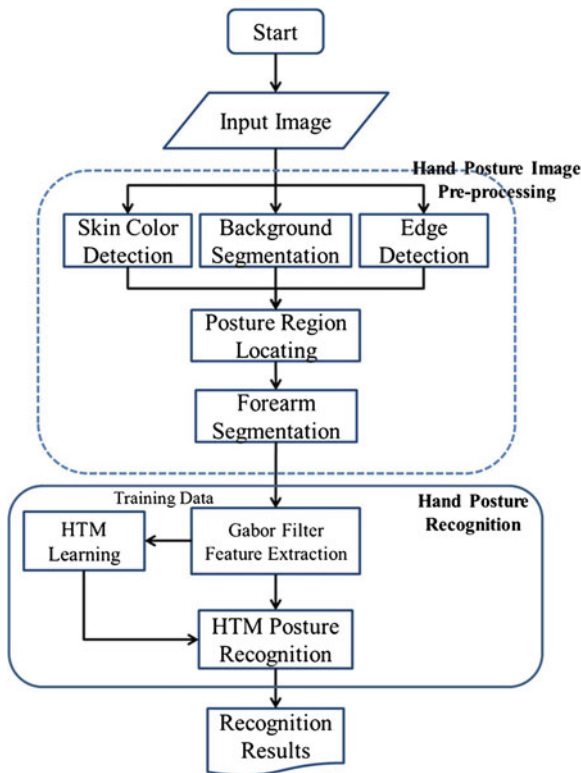 Start
Input Image
Hand Posture Image
Pre-processing
Skin Color
Detection
Background
Segmentation
Edge
Detection
Posture Region
Locating
Forearm
Segmentation
Training Data
Hand Posture
Recognition
HTM
Learning
Gabor Filter
Feature Extraction
HTM Posture
Recognition
Recognition
Results